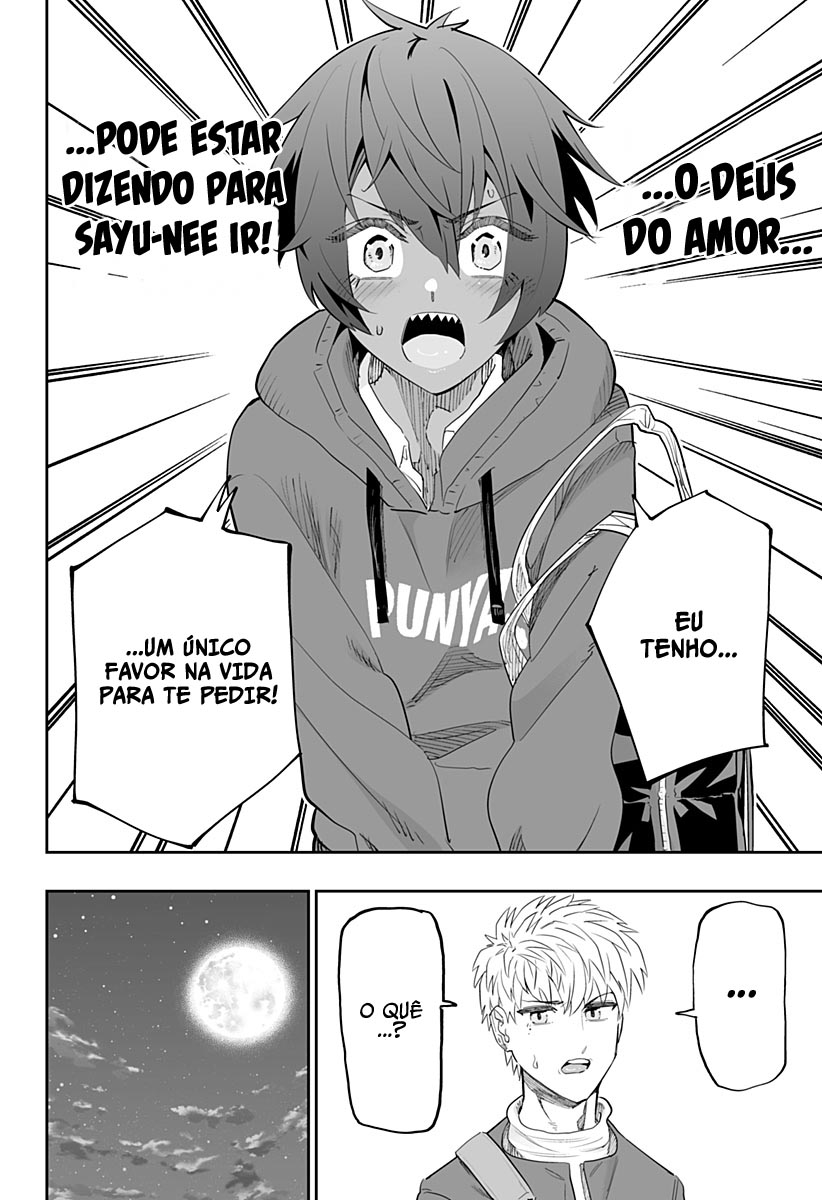 ...O DEUS
DO AMOR...
...PODE ESTAR
DIZENDO PARA
SAYU-NEE IR!
EU
TENHO...
...UM ÚNICO
FAVOR NA VIDA
PARA TE PEDIR!
PUNYA
...
O QUÊ
...?